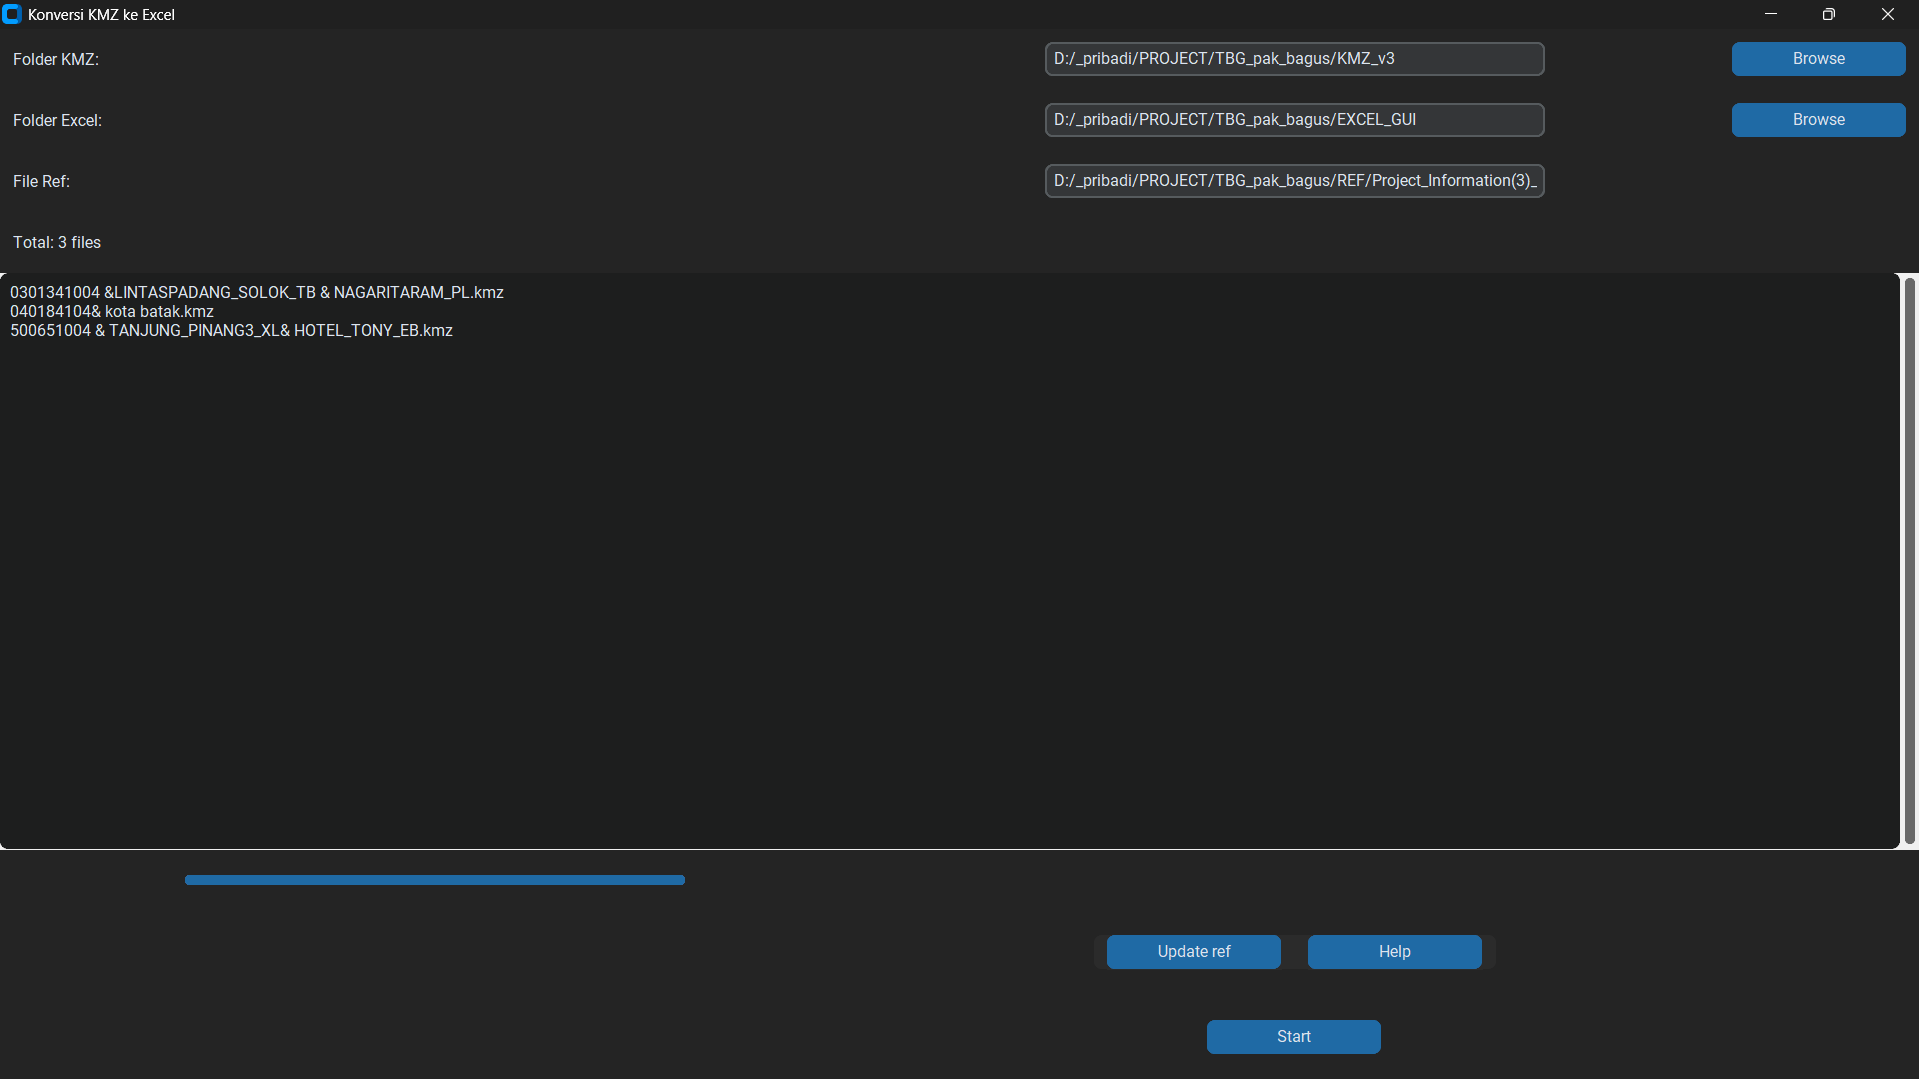 Konversi KMZ ke Excel
Folder KMZ:
D:/_pribadi/PROJECT/TBG_pak_bagus/KMZ_v3
Browse
Folder Excel:
D:/_pribadi/PROJECT/TBG_pak_bagus/EXCEL_GUI
Browse
File Ref:
D:/_pribadi/PROJECT/TBG_pak_bagus/REF/Project_Information(3)_
Total: 3 files
0301341004 &LINTASPADANG_SOLOK_TB & NAGARITARAM_PL.kmz
040184104& kota batak.kmz
500651004 & TANJUNG_PINANG3_XL& HOTEL_TONY_EB.kmz
Update ref
Help
Start